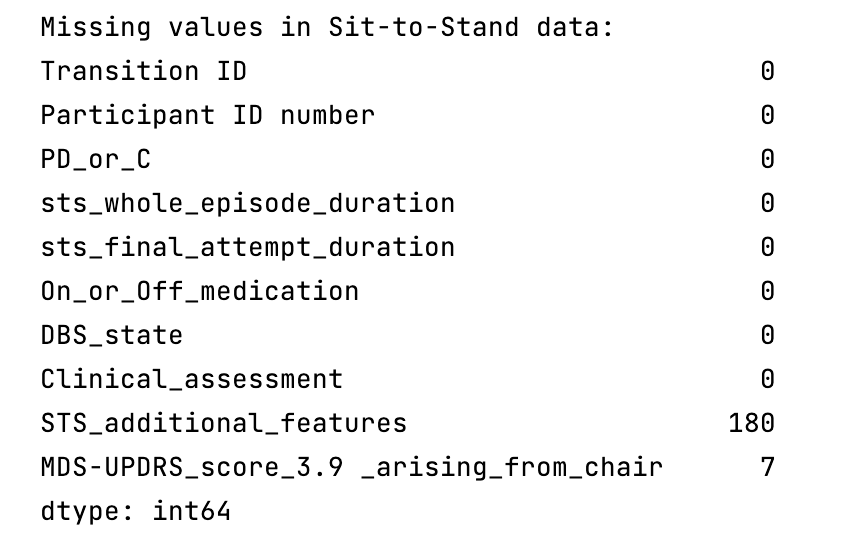 Missing values in Sit-to-Stand data:
Transition ID 0
Participant ID number 0
PD_or_C 0
sts_whole_episode_duration 0
sts_final_attempt_duration 0
On_or_Off_medication 0
DBS_state 0
Clinical_assessment 0
STS_additional_features 180
MDS-UPDRS_score_3.9 _arising_from_chair 7
dtype: int64